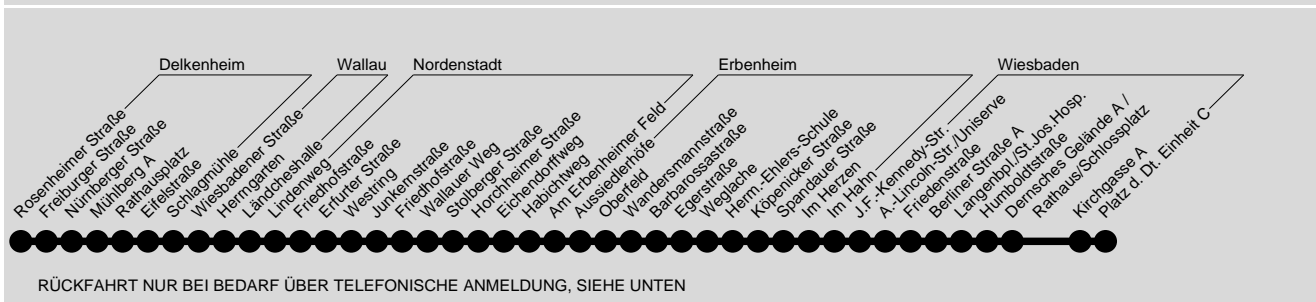 Delkenheim
Wallau
Nordenstadt
Erbenheim
Wiesbaden
Rosenheimer Straße
Freiburger Straße
Nürnberger Straße
Mühlberg A
Rathausplatz
Eifelstraße
Schlagmühle
Wiesbadener Straße
Herrngarten
Ländcheshalle
Lindenweg
Friedhofstraße
Erfurter Straße
Westring
Junkernstraße
Friedhofstraße
Wallauer Weg
Stolberger Straße
Horchheimer Straße
Eichendorffweg
Habichtweg
Am Erbenheimer Feld
Aussiedlerhöfe
Oberfeld
Wandersmannstraße
Barbarossastraße
Egerstraße
Weglache
Herm.-Ehlers-Schule
Köpenicker Straße
Spandauer Straße
Im Herzen
Im Hahn
J.F.-Kennedy-Str.
A.-Lincoln-Str./Uniserve
Friedenstraße
Berliner Straße A
Langenbpl./St.Jos.Hosp.
Humboldtstraße
Dernsches Gelände A /
Rathaus/Schlossplatz
Kirchgasse A
Platz d. Dt. Einheit C
RÜCKFAHRT NUR BEI BEDARF ÜBER TELEFONISCHE ANMELDUNG, SIEHE UNTEN